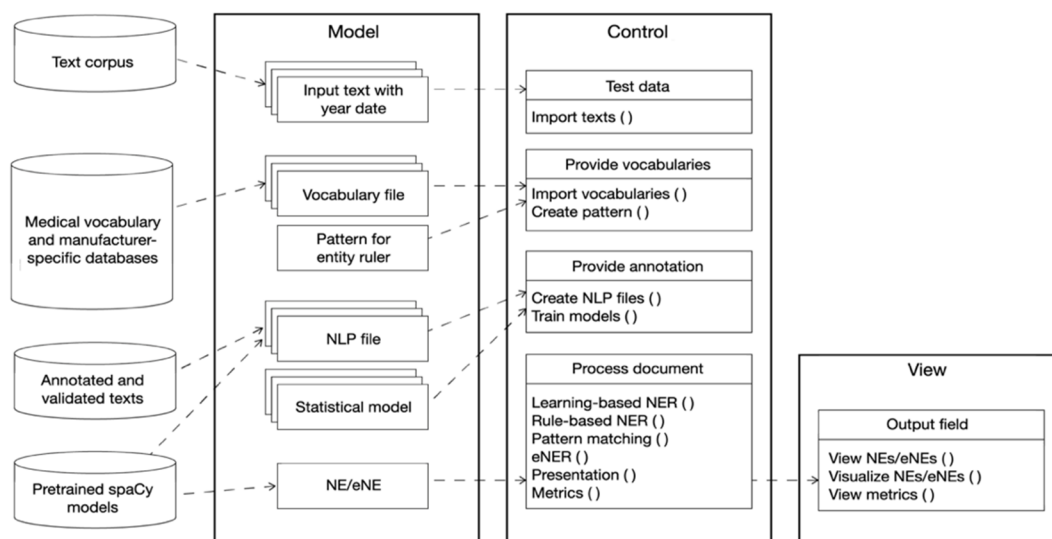 Text corpus
Medical vocabulary
and manufacturer-
specific databases
Annotated and
validated texts
Pretrained spaCy
models
Model
Input text with
year date
Vocabulary file
Pattern for
entity ruler
NLP file
Statistical model
NE/eNE
Control
Test data
Import texts ( )
Provide vocabularies
Import vocabularies ( )
Create pattern ( )
Provide annotation
Create NLP files ( )
Train models ( )
Process document
Learning-based NER ( )
Rule-based NER ( )
Pattern matching ( )
eNER ( )
Presentation ( )
Metrics ( )
View
Output field
View NEs/eNEs ( )
Visualize NEs/eNEs ( )
View metrics ( )